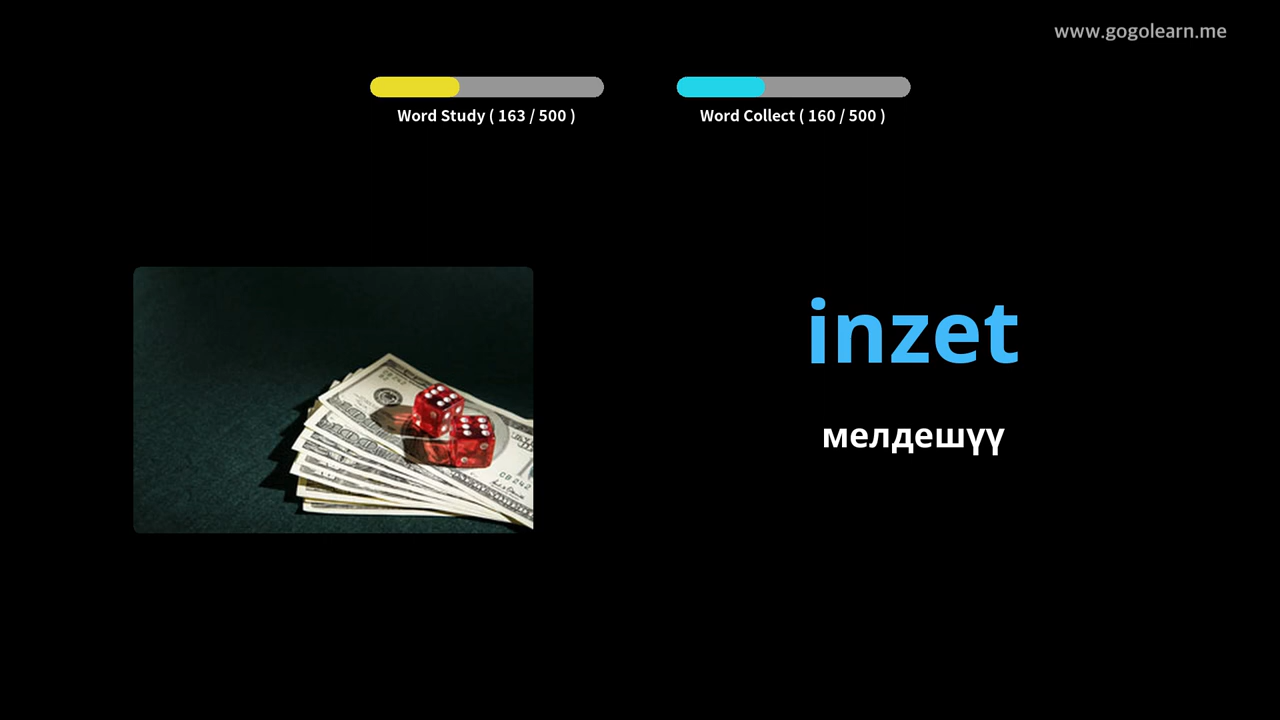 www.gogolearn.me
Word Study ( 163 / 500 )
Word Collect ( 160 / 500 )
inzet
мелдешүү